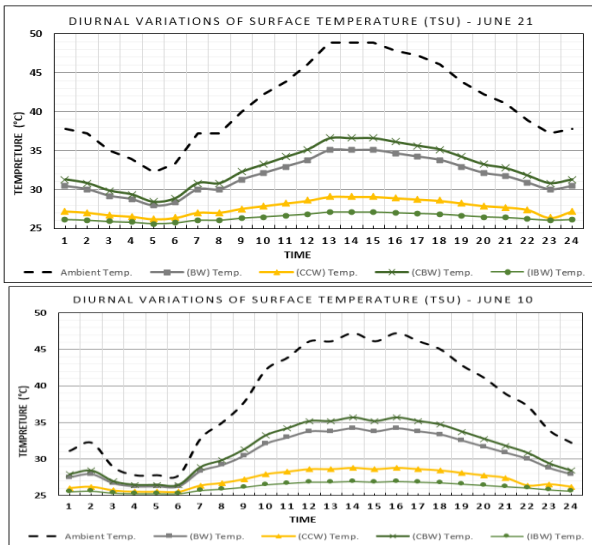 DIURNAL VARIATIONS OF SURFACE TEMPERATURE (TSU) - JUNE 21
50
45
40
35
30
25
TEMPRETURE (°C)
1 2 3 4 5 6 7 8 9 10 11 12 13 14 15 16 17 18 19 20 21 22 23 24
TIME
Ambient Temp. (BW) Temp. (CCW) Temp. (CBW) Temp. (IBW) Temp.
DIURNAL VARIATIONS OF SURFACE TEMPERATURE (TSU) - JUNE 10
50
45
40
35
30
25
TEMPRETURE (°C)
1 2 3 4 5 6 7 8 9 10 11 12 13 14 15 16 17 18 19 20 21 22 23 24
TIME
Ambient Temp. (BW) Temp. (CCW) Temp. (CBW) Temp. (IBW) Temp.